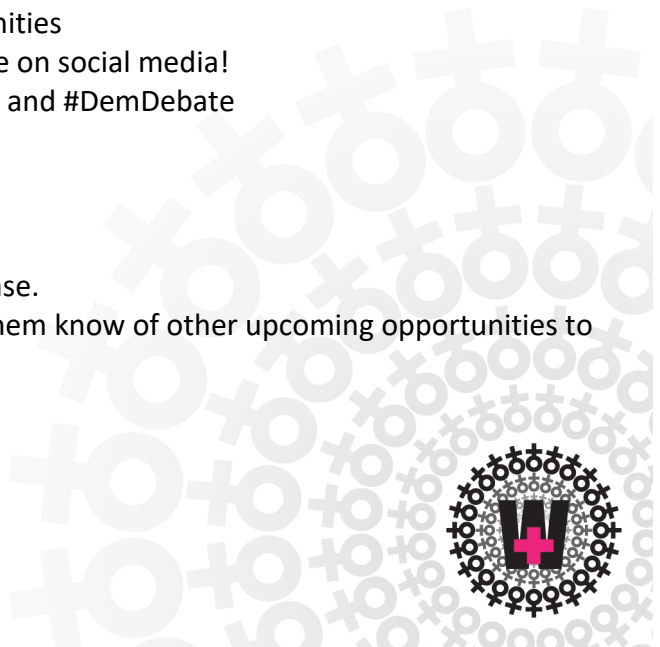 nities
e on social media!
and #DemDebate
se.
hem know of other upcoming opportunities to
W